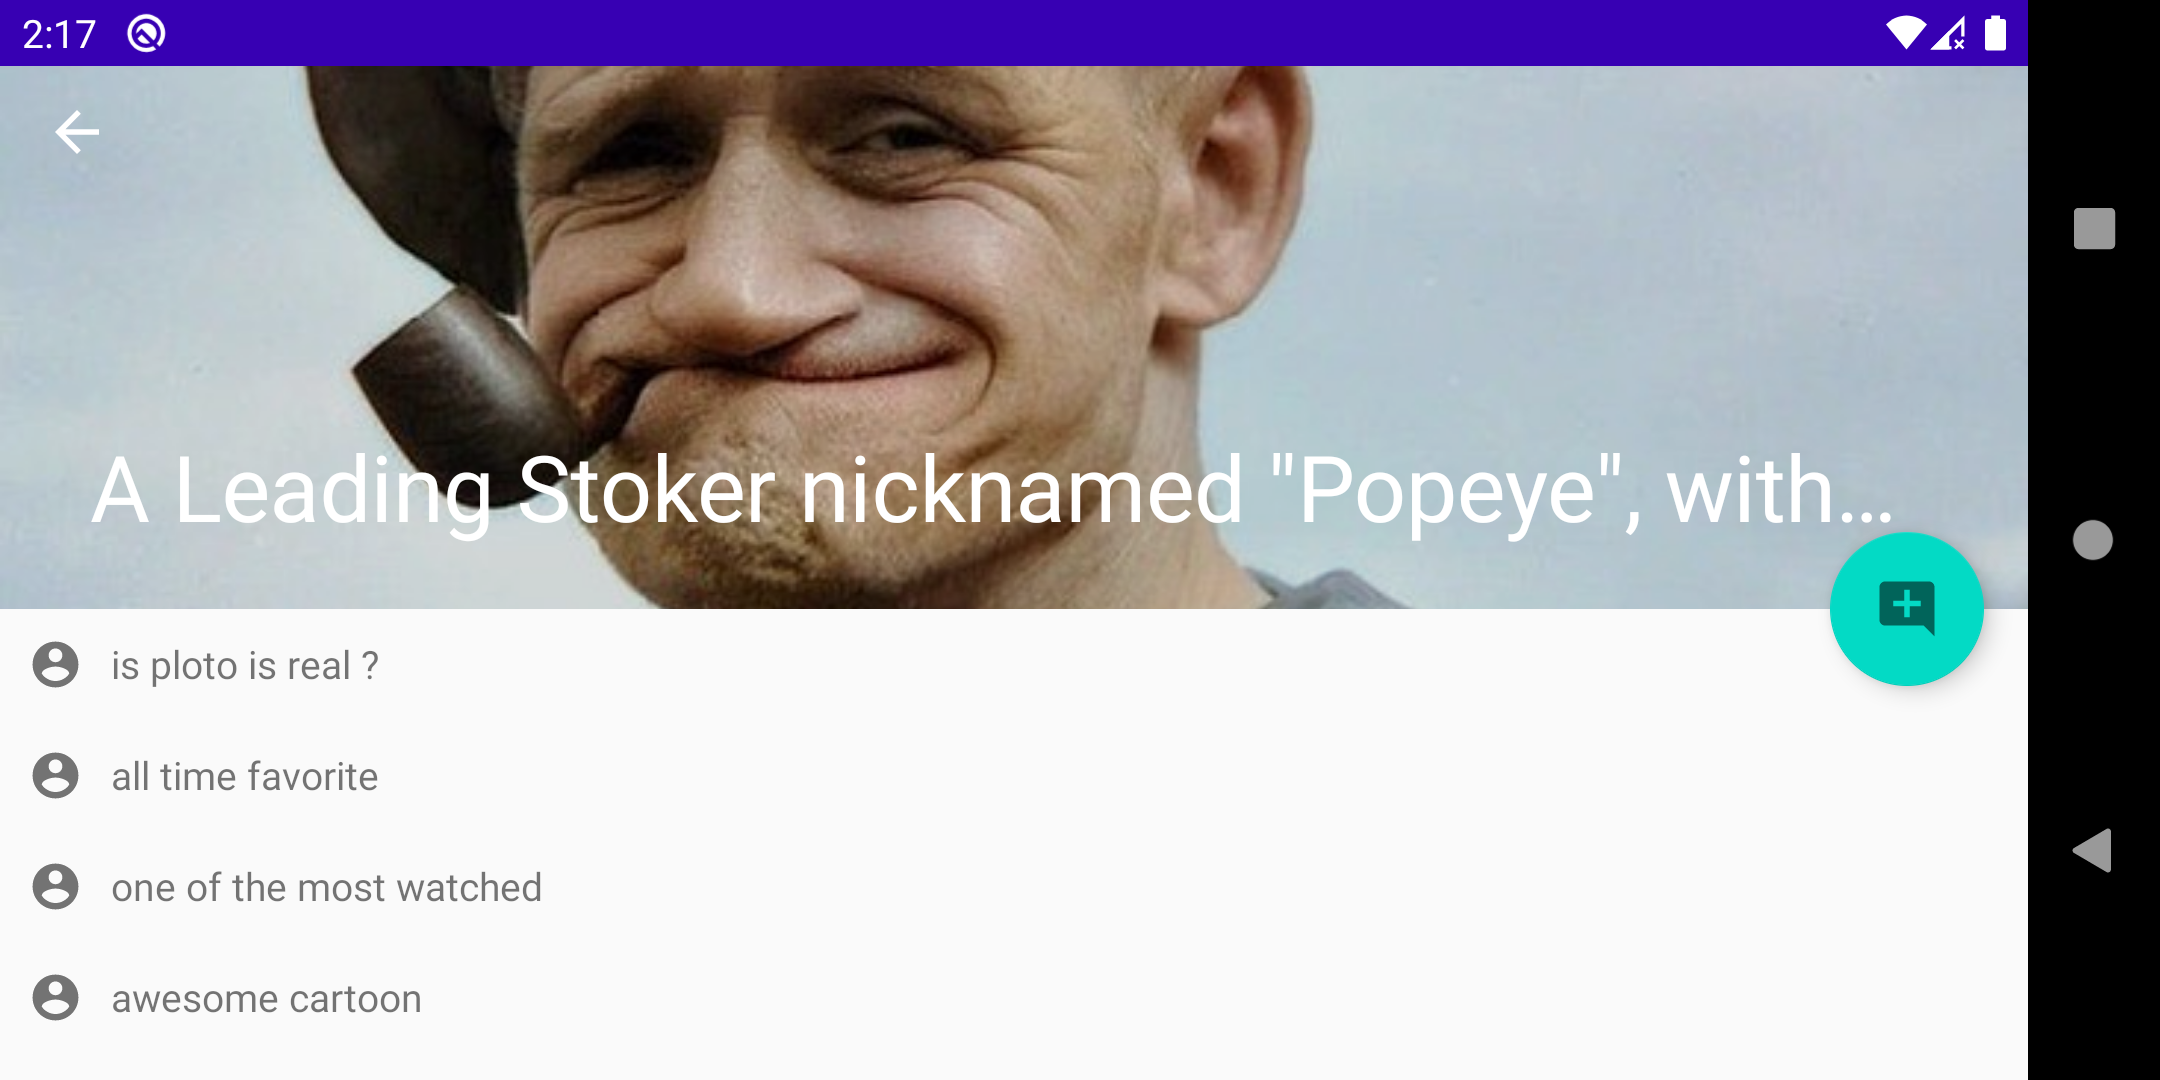 2:17
A Leading Stoker nicknamed "Popeye", with…
is ploto is real ?
all time favorite
one of the most watched
awesome cartoon